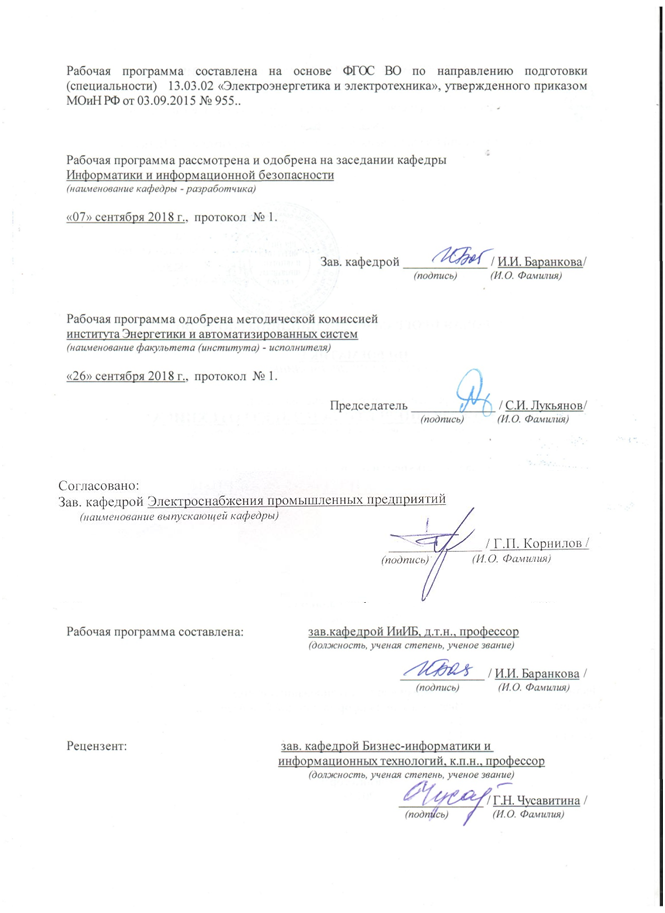 Рабочая программа составлена на основе ФГОС ВО по направлению подготовки
(специальности) 13.03.02 «Электроэнергетика и электротехника», утвержденного приказом
МОиН РФ от 03.09.2015 № 955..
Рабочая программа рассмотрена и одобрена на заседании кафедры
Информатики и информационной безопасности
(наименование кафедры - разработчика)
«07» сентября 2018 г., протокол № 1.
Зав. кафедрой _____________ / И.И. Баранкова/
(подпись) (И.О. Фамилия)
Рабочая программа одобрена методической комиссией
института Энергетики и автоматизированных систем
(наименование факультета (института) - исполнителя)
«26» сентября 2018 г., протокол № 1.
Председатель _____________ / С.И. Лукьянов/
(подпись) (И.О. Фамилия)
Согласовано:
Зав. кафедрой Электроснабжения промышленных предприятий
(наименование выпускающей кафедры)
_____________ / Г.П. Корнилов /
(подпись) (И.О. Фамилия)
Рабочая программа составлена: зав.кафедрой ИиИБ, д.т.н., профессор
(должность, ученая степень, ученое звание)
_____________ / И.И. Баранкова /
(подпись) (И.О. Фамилия)
Рецензент: зав. кафедрой Бизнес-информатики и
информационных технологий, к.п.н., профессор
(должность, ученая степень, ученое звание)
_____________ / Г.Н. Чусавитина /
(подпись) (И.О. Фамилия)